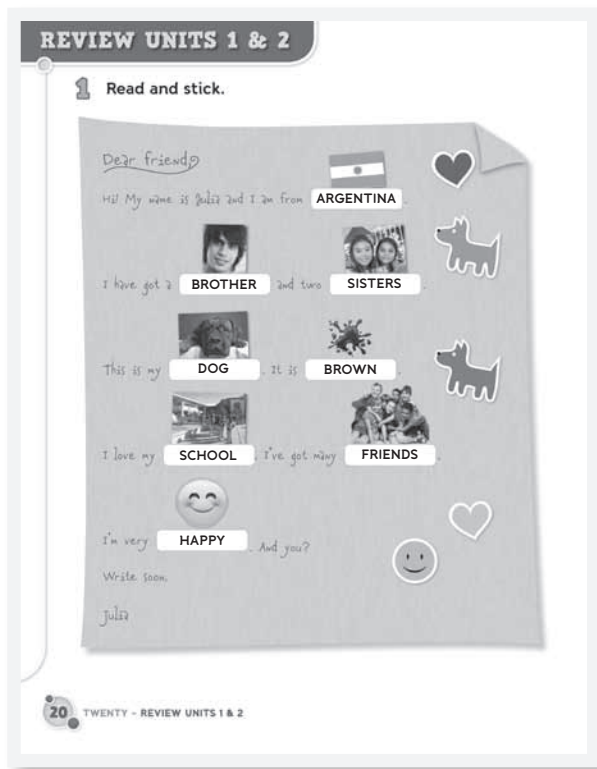 REVIEW UNITS 1 & 2
1 Read and stick.
Dear friend,
Hi! My name is Julia and I am from ARGENTINA .
I have got a BROTHER and two SISTERS .
This is my DOG . It is BROWN .
I love my SCHOOL . I've got many FRIENDS .
I'm very HAPPY . And you?
Write soon.
Julia
20 TWENTY - REVIEW UNITS 1 & 2